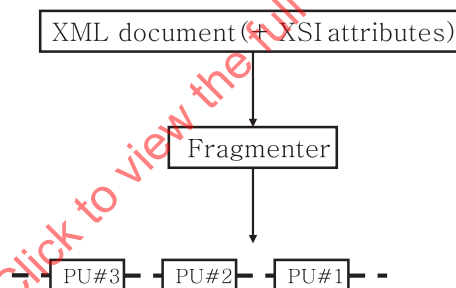 XML document(+ XSI attributes)
Fragmenter
PU#3 PU#2 PU#1
Click to view the full